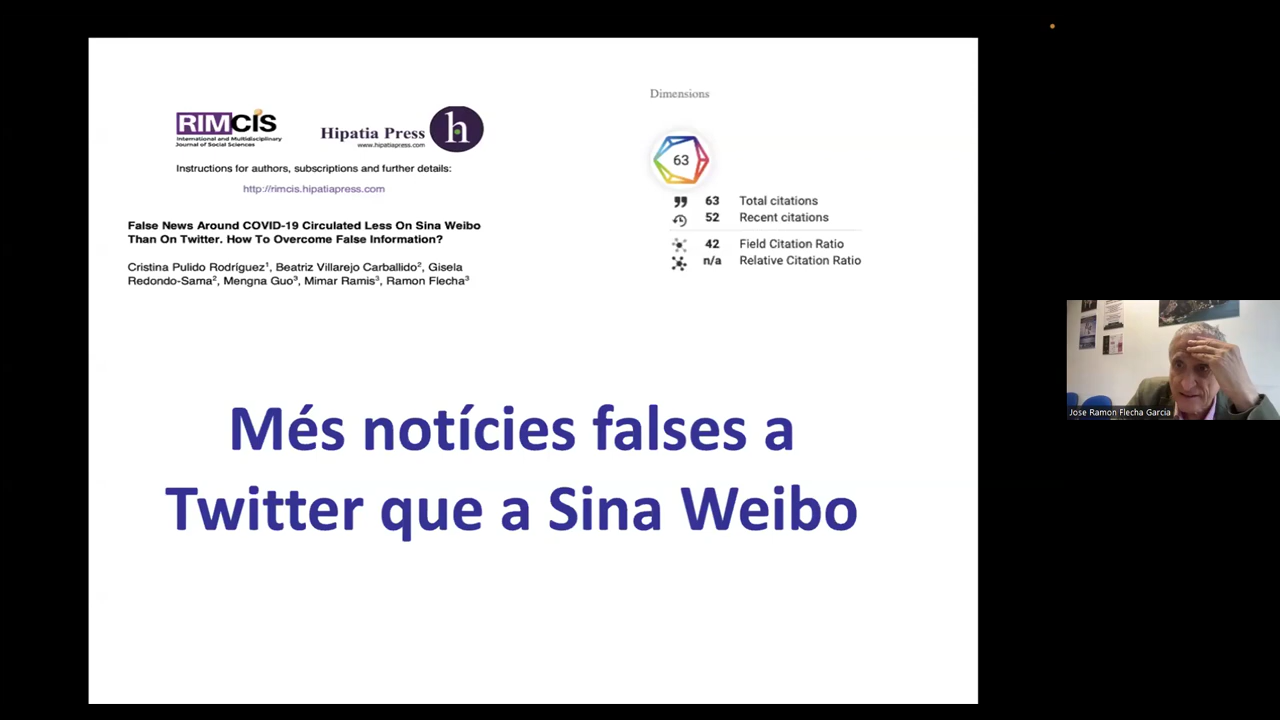 RIMCIS
International and Multidisciplinary
Journal of Social Sciences
Hipatia Press
www.hipatiapress.com
h
Instructions for authors, subscriptions and further details:
http://rimcis.hipatiapress.com
False News Around COVID-19 Circulated Less On Sina Weibo
Than On Twitter. How To Overcome False Information?
Cristina Pulido Rodríguez¹, Beatriz Villarejo Carballido², Gisela
Redondo-Sama², Mengna Guo³, Mimar Ramis³, Ramon Flecha³
Dimensions
63
63 Total citations
52 Recent citations
42 Field Citation Ratio
n/a Relative Citation Ratio
Més notícies falses a
Twitter que a Sina Weibo
Jose Ramon Flecha Garcia